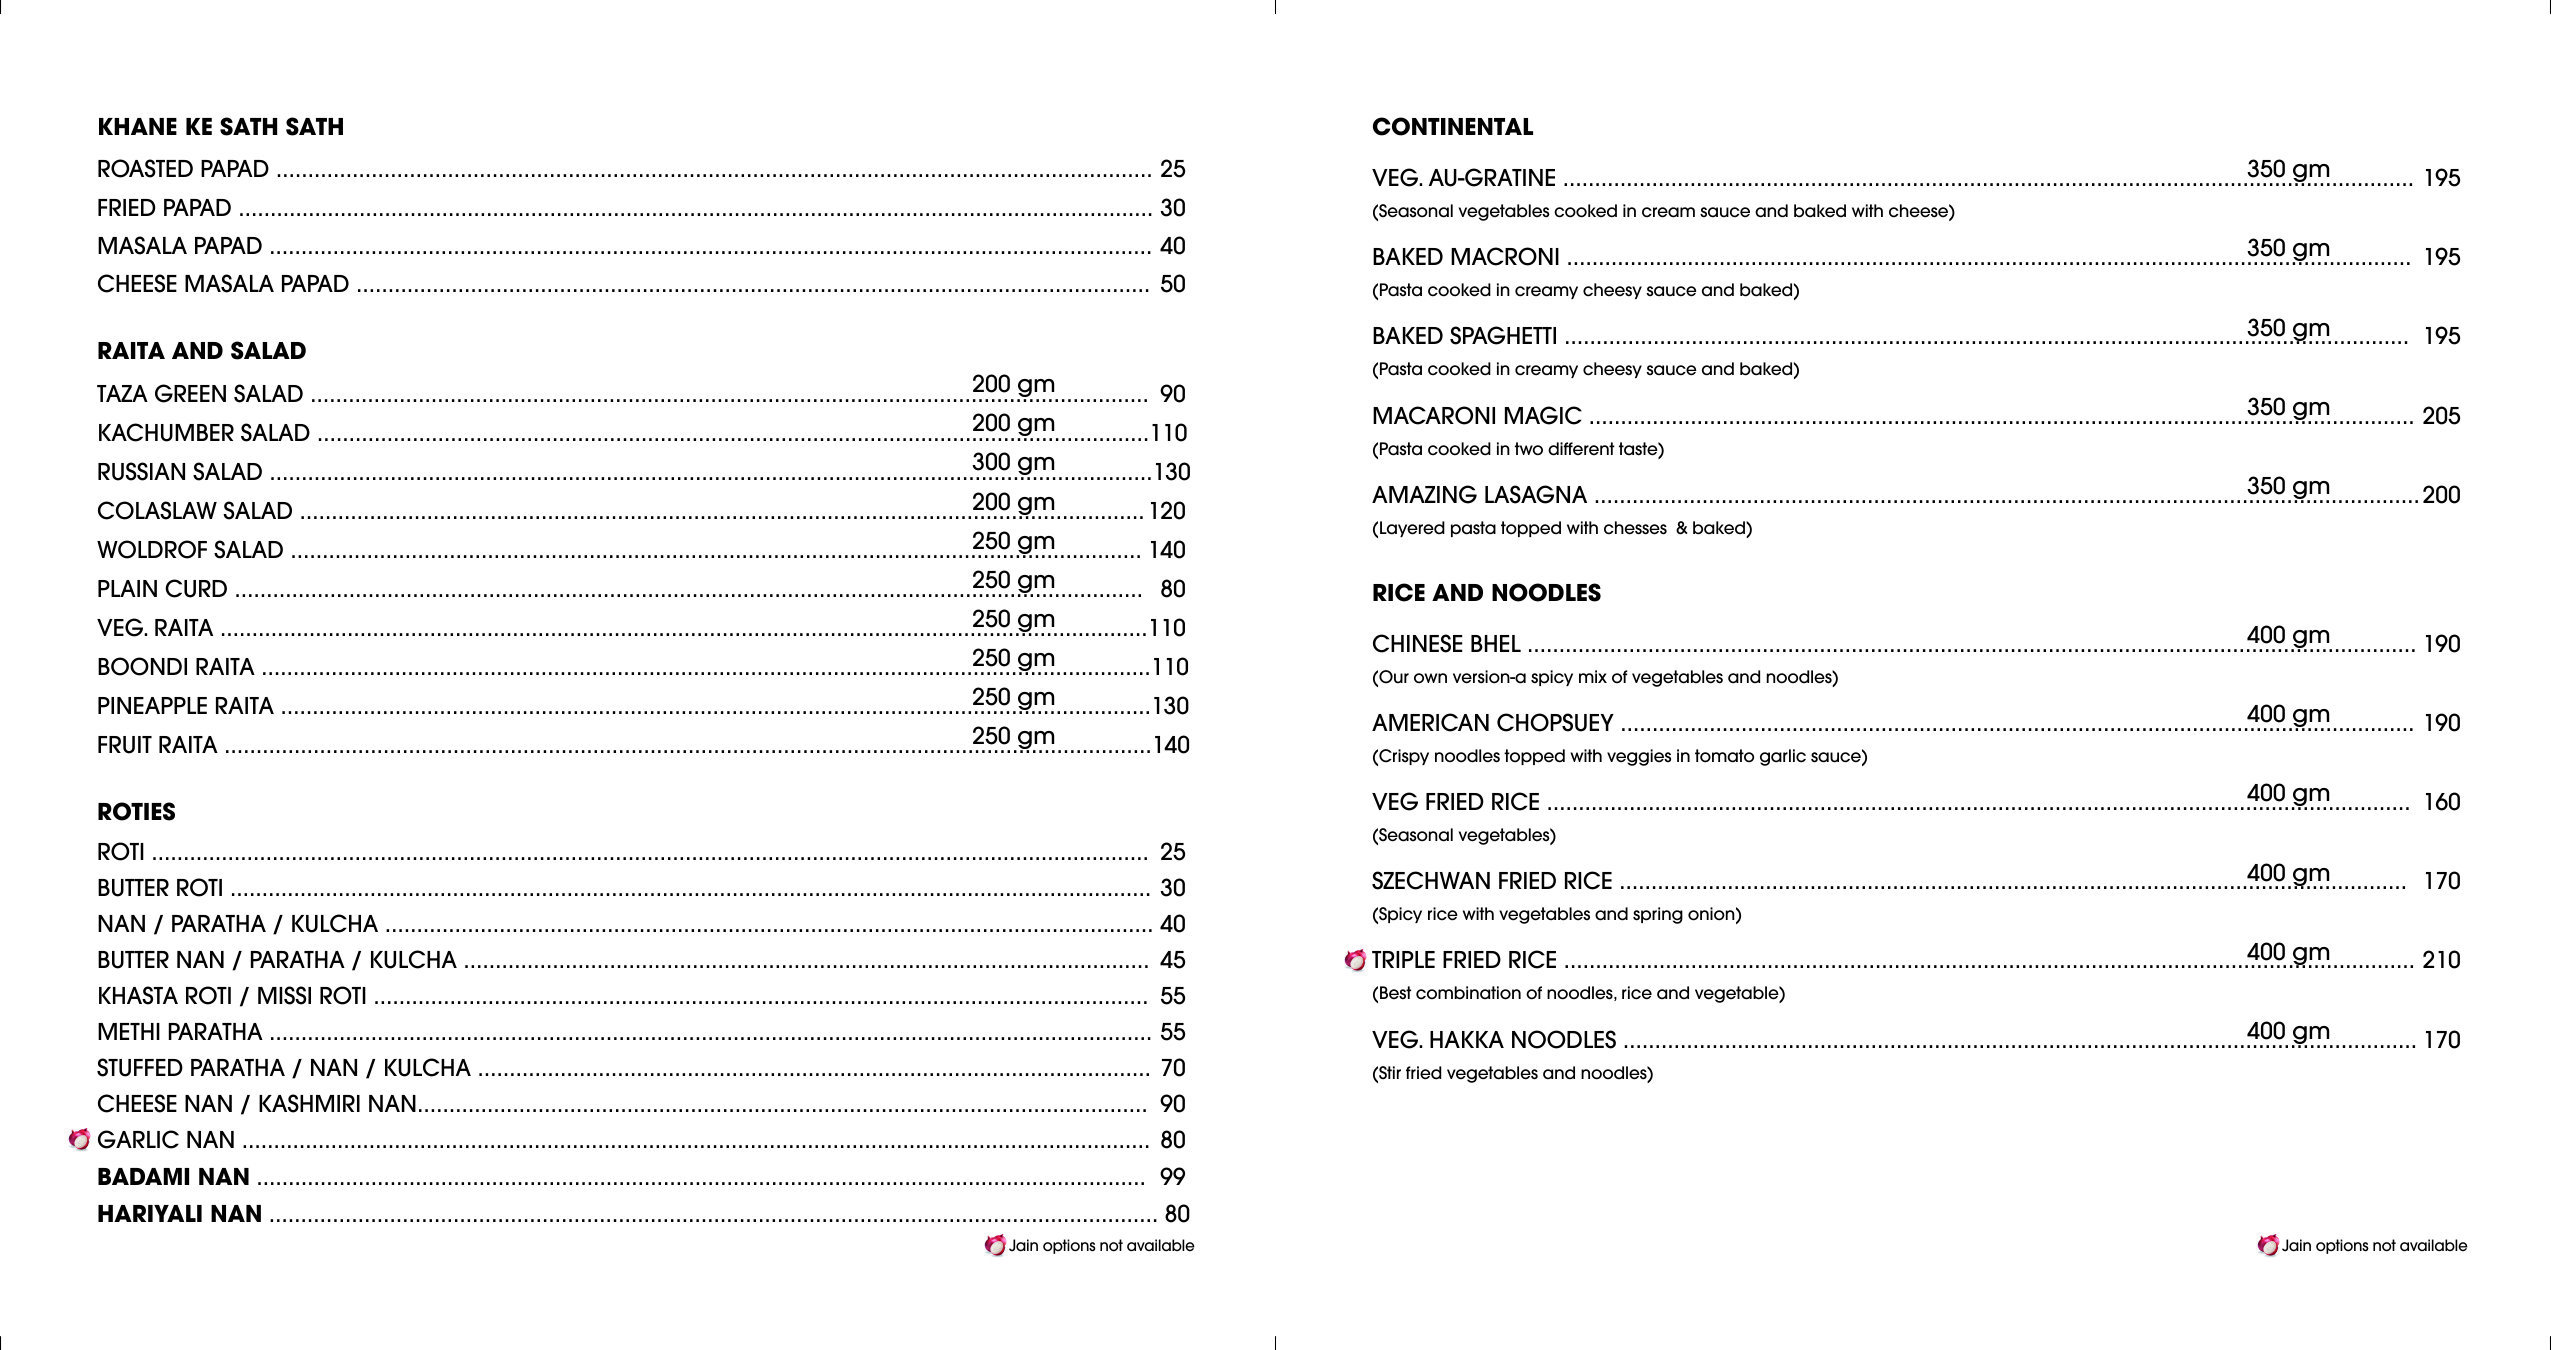 KHANE KE SATH SATH
ROASTED PAPAD 25
FRIED PAPAD 30
MASALA PAPAD 40
CHEESE MASALA PAPAD 50
RAITA AND SALAD
TAZA GREEN SALAD 200 gm 90
KACHUMBER SALAD 200 gm 110
RUSSIAN SALAD 300 gm 130
COLASLAW SALAD 200 gm 120
WOLDROF SALAD 250 gm 140
PLAIN CURD 250 gm 80
VEG. RAITA 250 gm 110
BOONDI RAITA 250 gm 110
PINEAPPLE RAITA 250 gm 130
FRUIT RAITA 250 gm 140
ROTIES
ROTI 25
BUTTER ROTI 30
NAN / PARATHA / KULCHA 40
BUTTER NAN / PARATHA / KULCHA 45
KHASTA ROTI / MISSI ROTI 55
METHI PARATHA 55
STUFFED PARATHA / NAN / KULCHA 70
CHEESE NAN / KASHMIRI NAN 90
GARLIC NAN 80
BADAMI NAN 99
HARIYALI NAN 80
Jain options not available
CONTINENTAL
VEG. AU-GRATINE 350 gm 195
(Seasonal vegetables cooked in cream sauce and baked with cheese)
BAKED MACRONI 350 gm 195
(Pasta cooked in creamy cheesy sauce and baked)
BAKED SPAGHETTI 350 gm 195
(Pasta cooked in creamy cheesy sauce and baked)
MACARONI MAGIC 350 gm 205
(Pasta cooked in two different taste)
AMAZING LASAGNA 350 gm 200
(Layered pasta topped with chesses & baked)
RICE AND NOODLES
CHINESE BHEL 400 gm 190
(Our own version-a spicy mix of vegetables and noodles)
AMERICAN CHOPSUEY 400 gm 190
(Crispy noodles topped with veggies in tomato garlic sauce)
VEG FRIED RICE 400 gm 160
(Seasonal vegetables)
SZECHWAN FRIED RICE 400 gm 170
(Spicy rice with vegetables and spring onion)
TRIPLE FRIED RICE 400 gm 210
(Best combination of noodles, rice and vegetable)
VEG. HAKKA NOODLES 400 gm 170
(Stir fried vegetables and noodles)
Jain options not available